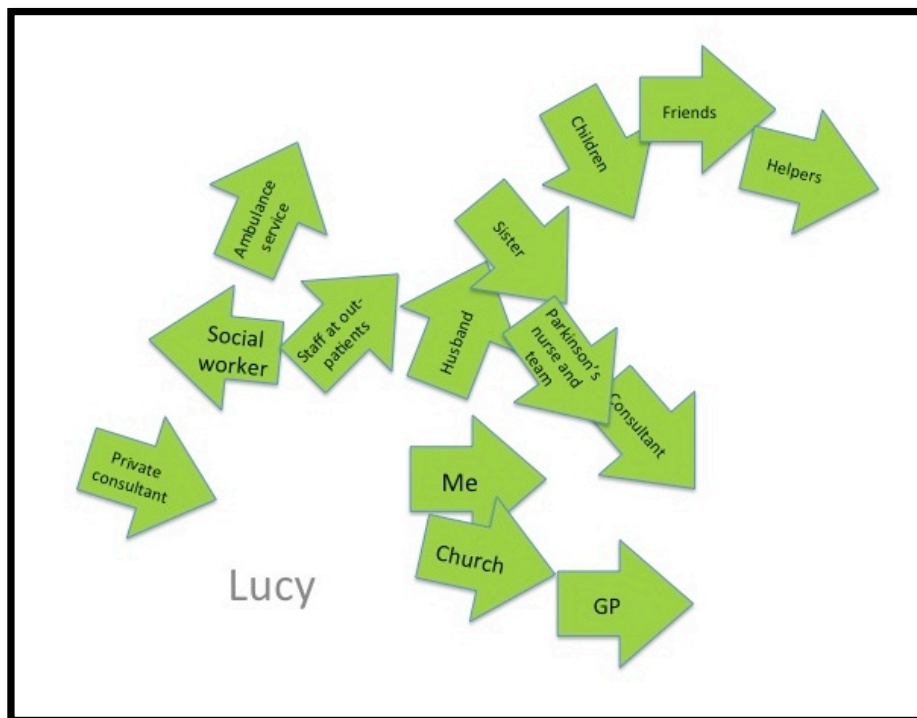 Children
Friends
Helpers
Ambulance
service
Sister
Social
worker
Staff at out-
patients
Husband
Parkinson's
nurse and
team
Consultant
Private
consultant
Me
Church
Lucy
GP